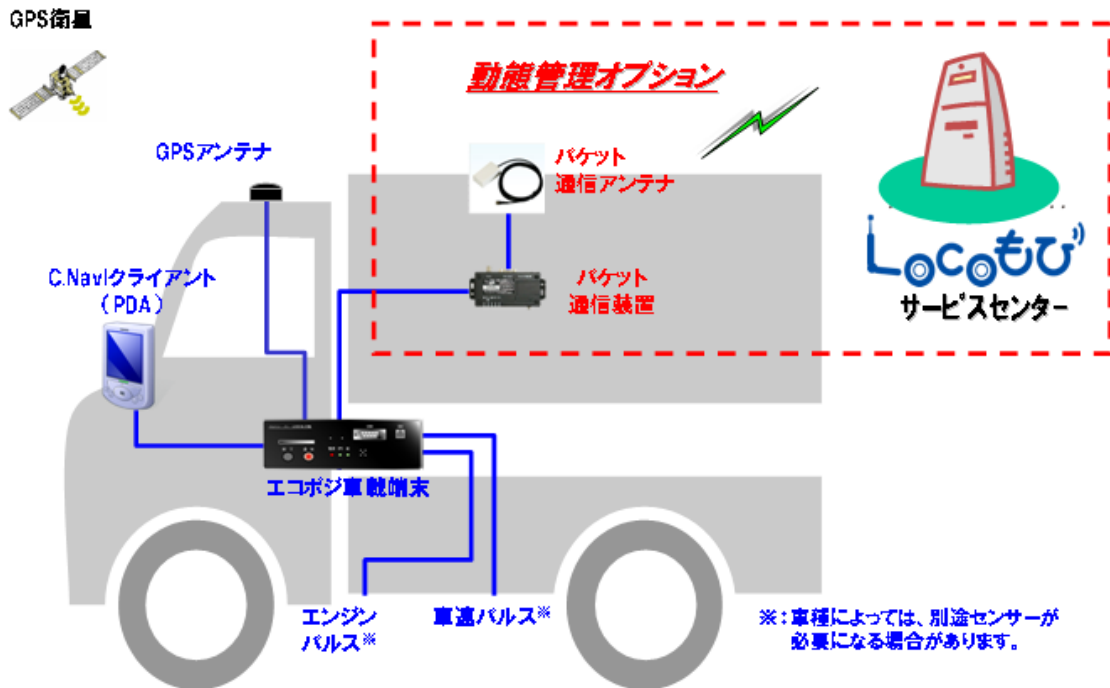 GPS衛星
動態管理オプション
GPSアンテナ
パケット
通信アンテナ
C.Naviクライアント
（PDA）
パケット
通信装置
Locoもび
サービスセンター
エコポジ車載端末
エンジン
パルス※
車速パルス※
※：車種によっては、別途センサーが
必要になる場合があります。